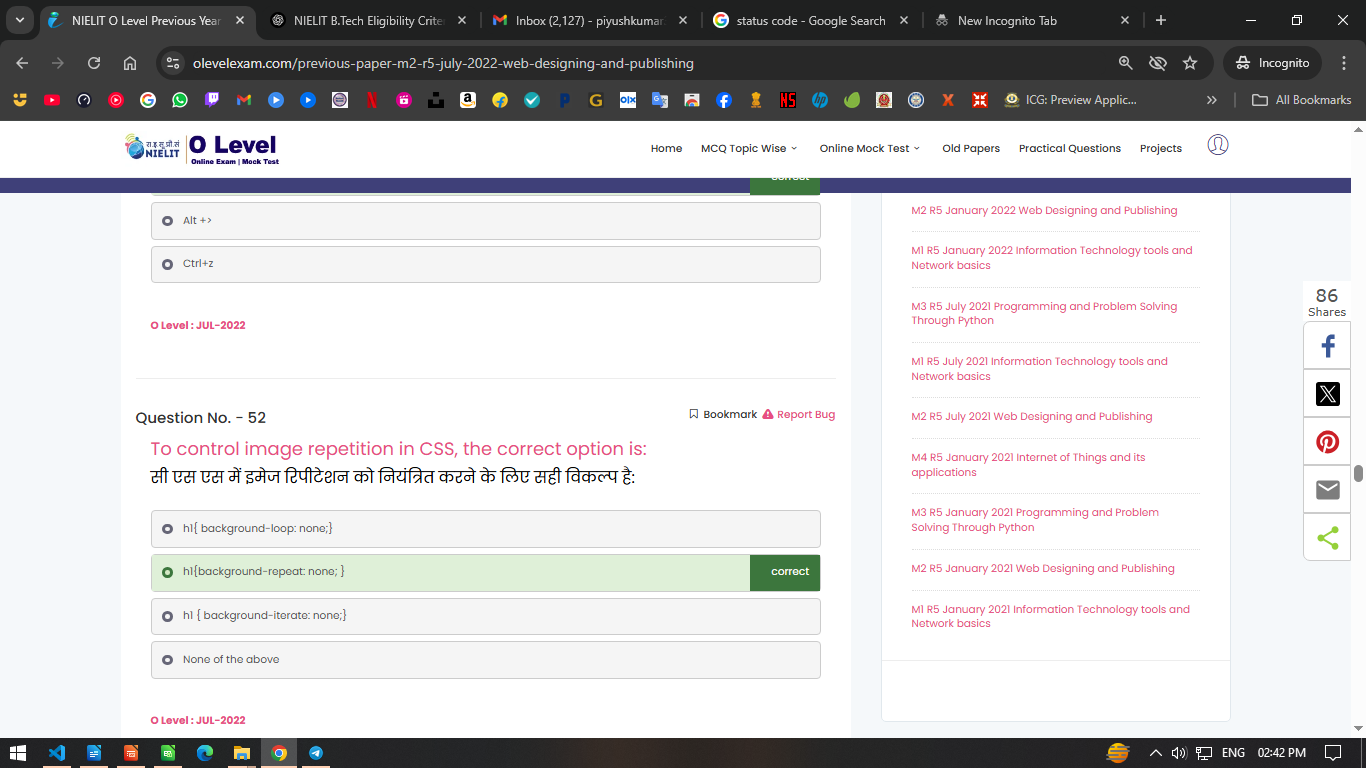 NIELIT O Level Previous Year
NIELIT B.Tech Eligibility Criter
Inbox (2,127) - piyushkumar
status code - Google Search
New Incognito Tab
olevelexam.com/previous-paper-m2-r5-july-2022-web-designing-and-publishing
Incognito
ICG: Preview Applic...
All Bookmarks
रा.इ.सू.प्रौ.सं
NIELIT
O Level
Online Exam | Mock Test
Home
MCQ Topic Wise
Online Mock Test
Old Papers
Practical Questions
Projects
correct
Alt +>
Ctrl+z
O Level : JUL-2022
Question No. - 52
Bookmark
Report Bug
To control image repetition in CSS, the correct option is:
सी एस एस में इमेज रिपीटेशन को नियंत्रित करने के लिए सही विकल्प है:
h1{ background-loop: none;}
h1{background-repeat: none; }
correct
h1 { background-iterate: none;}
None of the above
O Level : JUL-2022
M2 R5 January 2022 Web Designing and Publishing
M1 R5 January 2022 Information Technology tools and
Network basics
M3 R5 July 2021 Programming and Problem Solving
Through Python
M1 R5 July 2021 Information Technology tools and
Network basics
M2 R5 July 2021 Web Designing and Publishing
M4 R5 January 2021 Internet of Things and its
applications
M3 R5 January 2021 Programming and Problem
Solving Through Python
M2 R5 January 2021 Web Designing and Publishing
M1 R5 January 2021 Information Technology tools and
Network basics
86
Shares
ENG
02:42 PM